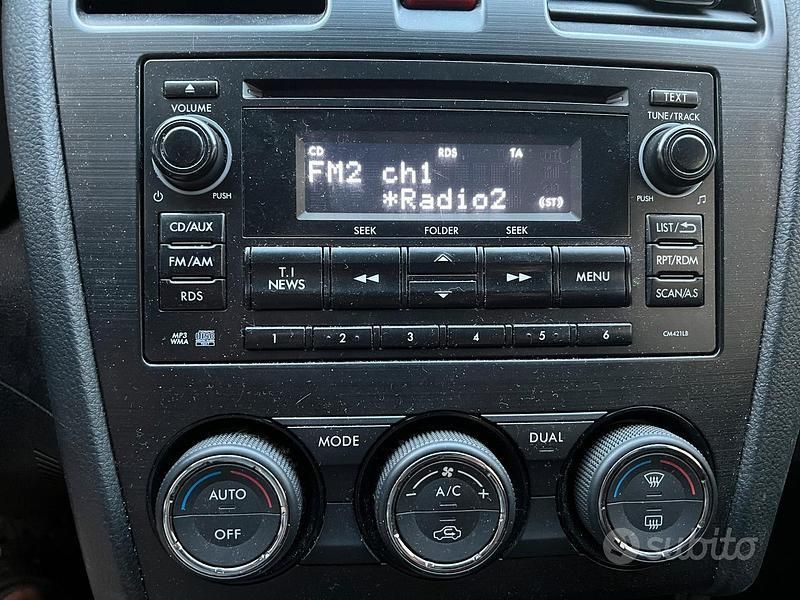 VOLUME
TEXT
TUNE/TRACK
CD RDS TA
FM2 ch1
*Radio2 (ST)
PUSH
PUSH
SEEK FOLDER SEEK
CD/AUX
LIST/
FM/AM
T.I
NEWS
MENU
RPT/RDM
RDS
SCAN/A.S
MP3
WMA
1 2 3 4 5 6
CM421LB
MODE
DUAL
AUTO
OFF
- A/C +
subito